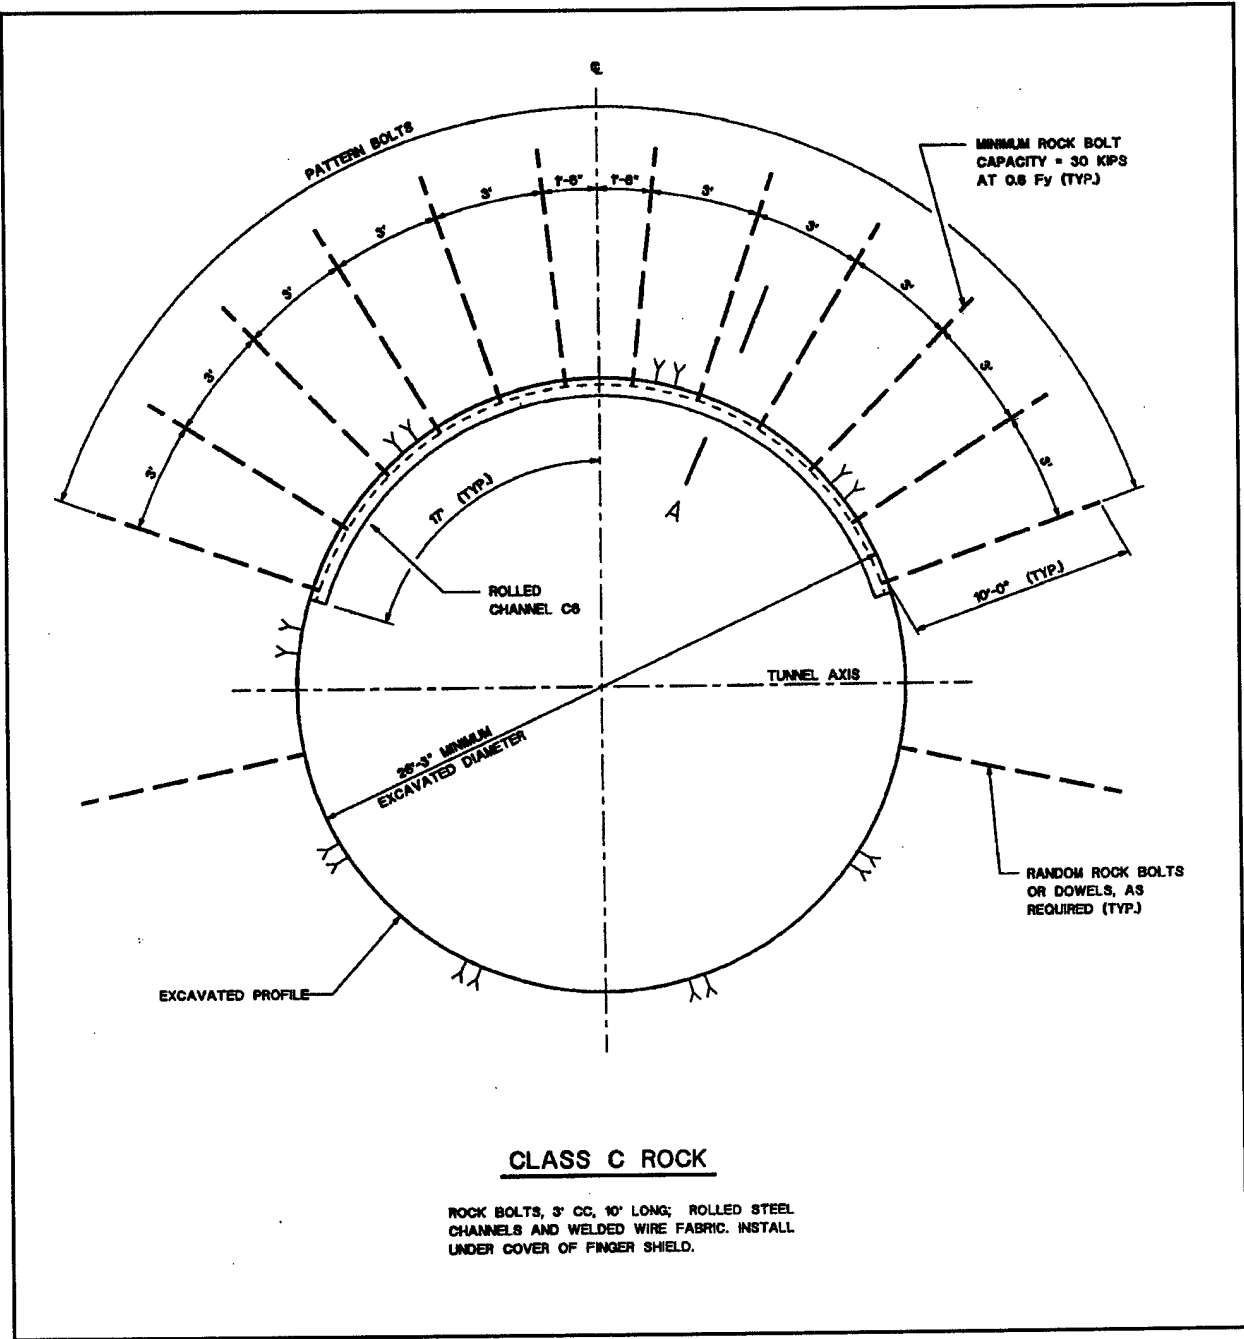 ℄
PATTERN BOLTS
MINIMUM ROCK BOLT
CAPACITY = 30 KIPS
AT 0.6 Fy (TYP.)
3'
3'
3'
3'
3'
1'-6"
1'-6"
3'
3'
3'
3'
3'
17' (TYP.)
A
ROLLED
CHANNEL C6
10'-0" (TYP.)
TUNNEL AXIS
26'-3" MINIMUM
EXCAVATED DIAMETER
RANDOM ROCK BOLTS
OR DOWELS, AS
REQUIRED (TYP.)
EXCAVATED PROFILE
CLASS C ROCK
ROCK BOLTS, 3' CC, 10' LONG; ROLLED STEEL
CHANNELS AND WELDED WIRE FABRIC. INSTALL
UNDER COVER OF FINGER SHIELD.